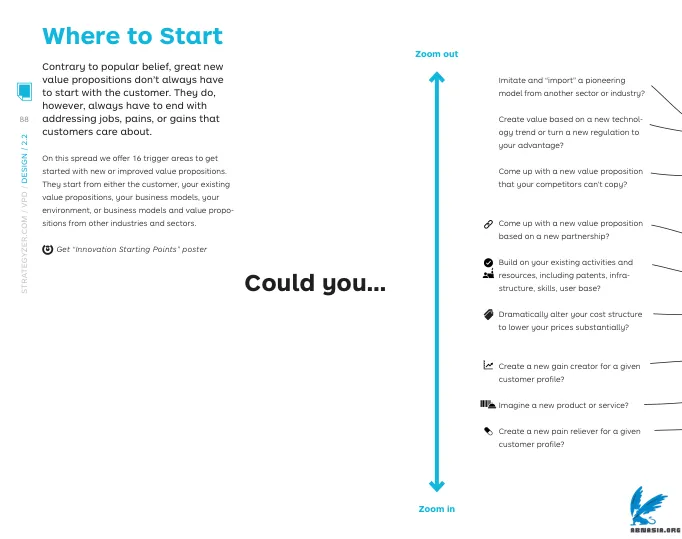 Where to Start
Contrary to popular belief, great new
value propositions don't always have
to start with the customer. They do,
however, always have to end with
addressing jobs, pains, or gains that
customers care about.
88
STRATEGYZER.COM / VPD / DESIGN / 2.2
On this spread we offer 16 trigger areas to get
started with new or improved value propositions.
They start from either the customer, your existing
value propositions, your business models, your
environment, or business models and value propo-
sitions from other industries and sectors.
Get “Innovation Starting Points” poster
Could you...
Zoom out
Imitate and “import” a pioneering
model from another sector or industry?
Create value based on a new technol-
ogy trend or turn a new regulation to
your advantage?
Come up with a new value proposition
that your competitors can't copy?
Come up with a new value proposition
based on a new partnership?
Build on your existing activities and
resources, including patents, infra-
structure, skills, user base?
Dramatically alter your cost structure
to lower your prices substantially?
Create a new gain creator for a given
customer profile?
Imagine a new product or service?
Create a new pain reliever for a given
customer profile?
Zoom in
ABNASIA.ORG